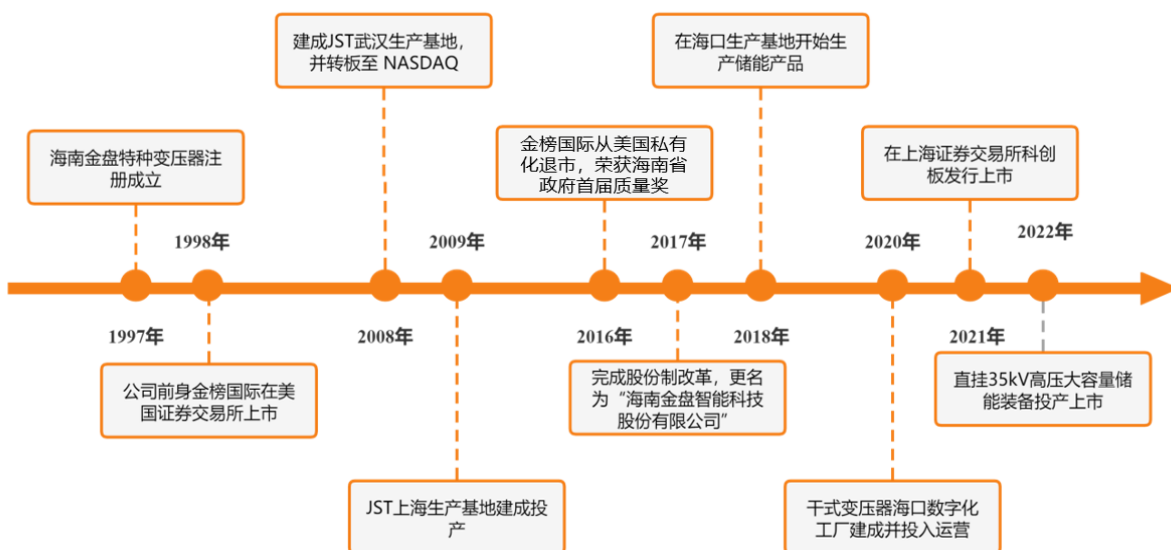 建成JST武汉生产基地，
并转板至 NASDAQ
在海口生产基地开始生
产储能产品
海南金盘特种变压器注
册成立
金榜国际从美国私有
化退市，荣获海南省
政府首届质量奖
在上海证券交易所科创
板发行上市
1998年
2009年
2017年
2020年
2022年
1997年
2008年
2016年
2018年
2021年
公司前身金榜国际在美
国证券交易所上市
完成股份制改革，更名
为“海南金盘智能科技
股份有限公司”
直挂35kV高压大容量储
能装备投产上市
JST上海生产基地建成投
产
干式变压器海口数字化
工厂建成并投入运营